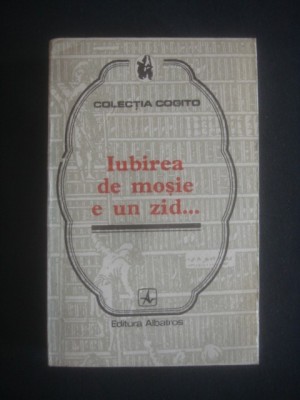 COLECȚIA COGITO
Iubirea
de moșie
e un zid...
Editura Albatros